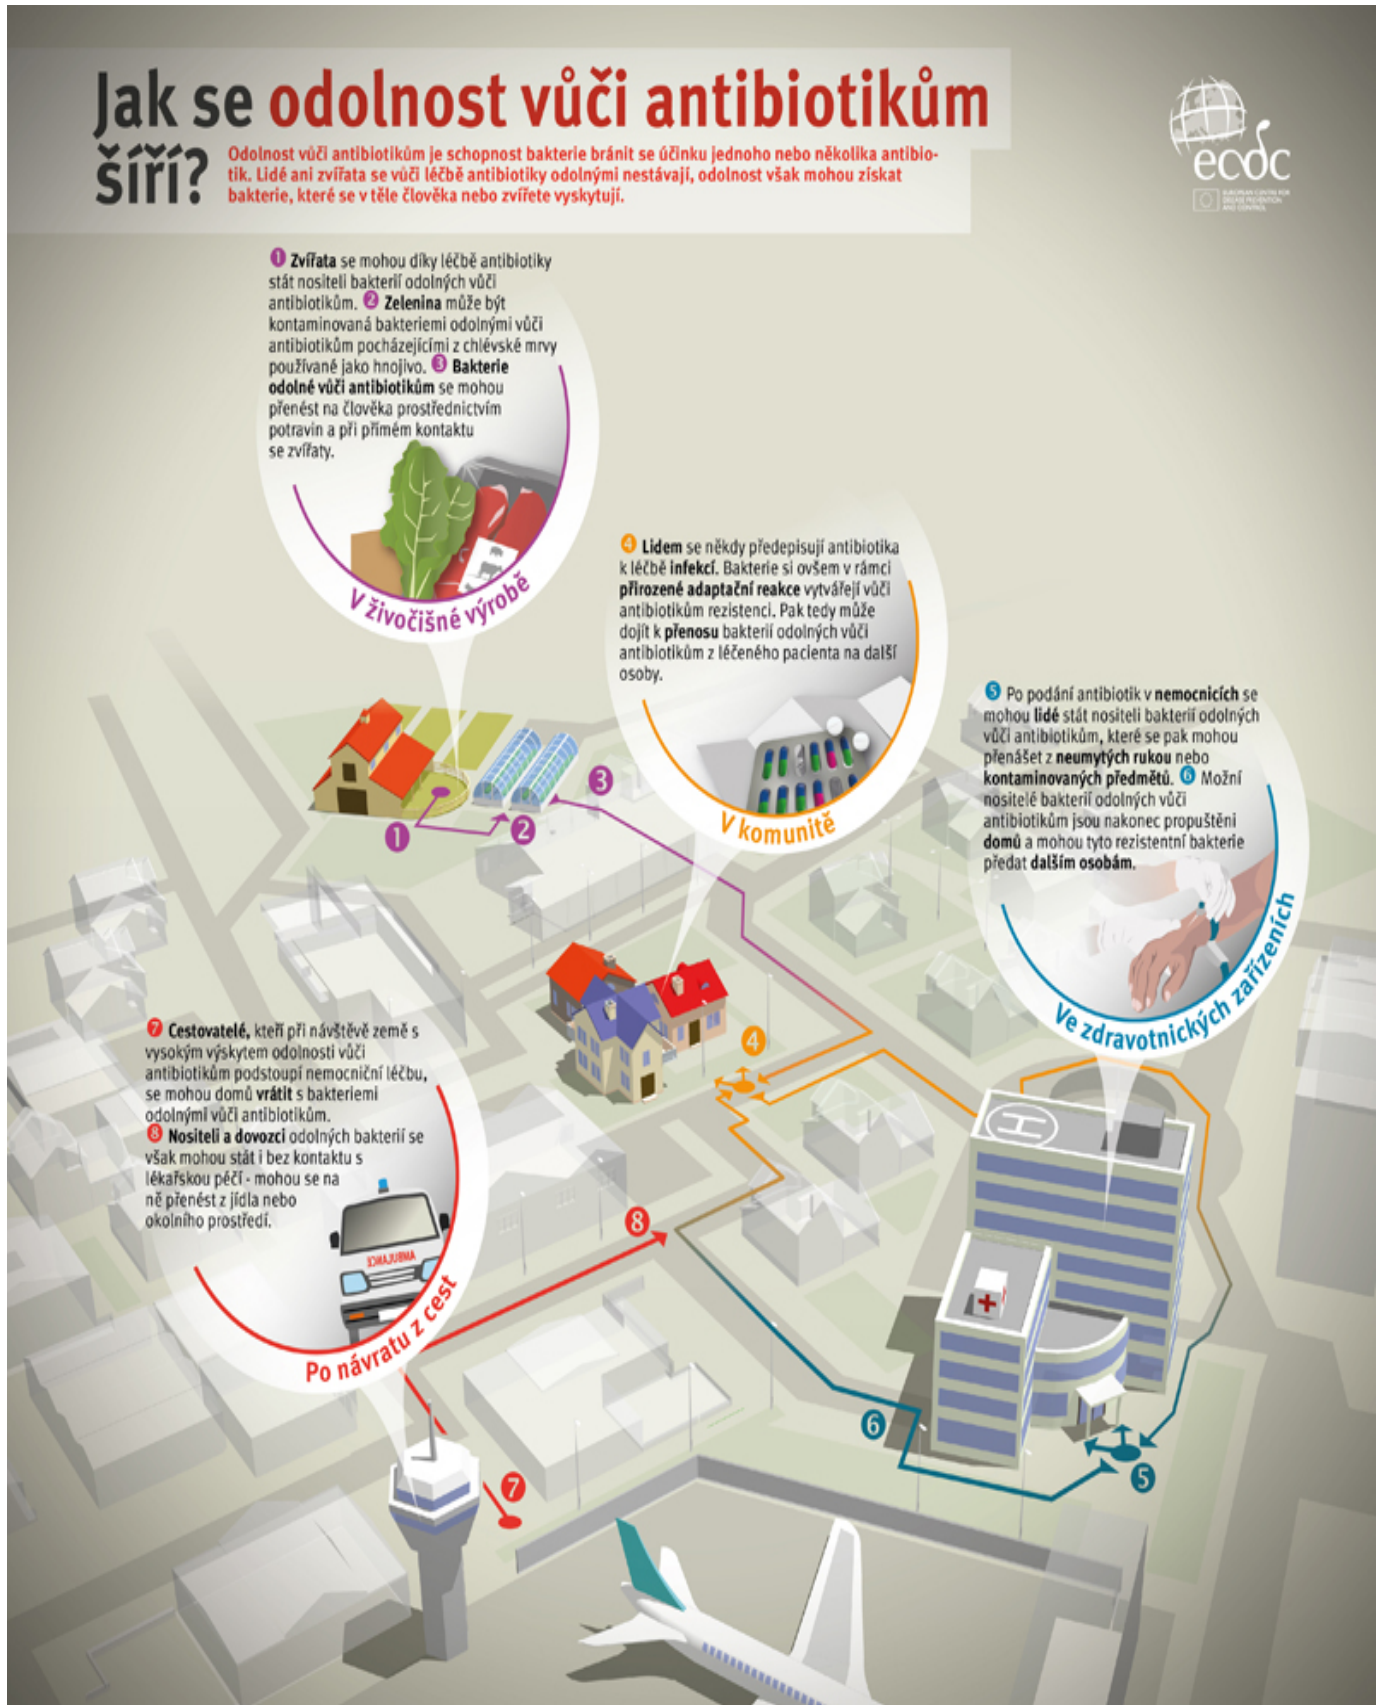 Jak se odolnost vůči antibiotikům
šíří?
Odolnost vůči antibiotikům je schopnost bakterie bránit se účinku jednoho nebo několika antibio-
tik. Lidé ani zvířata se vůči léčbě antibiotiky odolnými nestávají, odolnost však mohou získat
bakterie, které se v těle člověka nebo zvířete vyskytují.
ecdc
EUROPEAN CENTRE FOR
DISEASE PREVENTION
AND CONTROL
1 Zvířata se mohou díky léčbě antibiotiky
stát nositeli bakterií odolných vůči
antibiotikům. 2 Zelenina může být
kontaminovaná bakteriemi odolnými vůči
antibiotikům pocházejícími z chlévské mrvy
používané jako hnojivo. 3 Bakterie
odolné vůči antibiotikům se mohou
přenést na člověka prostřednictvím
potravin a při přímém kontaktu
se zvířaty.
V živočišné výrobě
4 Lidem se někdy předepisují antibiotika
k léčbě infekcí. Bakterie si ovšem v rámci
přirozené adaptační reakce vytvářejí vůči
antibiotikům rezistenci. Pak tedy může
dojít k přenosu bakterií odolných vůči
antibiotikům z léčeného pacienta na další
osoby.
V komunitě
5 Po podání antibiotik v nemocnicích se
mohou lidé stát nositeli bakterií odolných
vůči antibiotikům, které se pak mohou
přenášet z neumytých rukou nebo
kontaminovaných předmětů. 6 Možní
nositelé bakterií odolných vůči
antibiotikům jsou nakonec propuštěni
domů a mohou tyto rezistentní bakterie
předat dalším osobám.
Ve zdravotnických zařízeních
7 Cestovatelé, kteří při návštěvě země s
vysokým výskytem odolnosti vůči
antibiotikům podstoupí nemocniční léčbu,
se mohou domů vrátit s bakteriemi
odolnými vůči antibiotikům.
8 Nositeli a dovozci odolných bakterií se
však mohou stát i bez kontaktu s
lékařskou péčí - mohou se na
ně přenést z jídla nebo
okolního prostředí.
AMBULANCE
Po návratu z cest
1
2
3
4
8
H
6
5
7